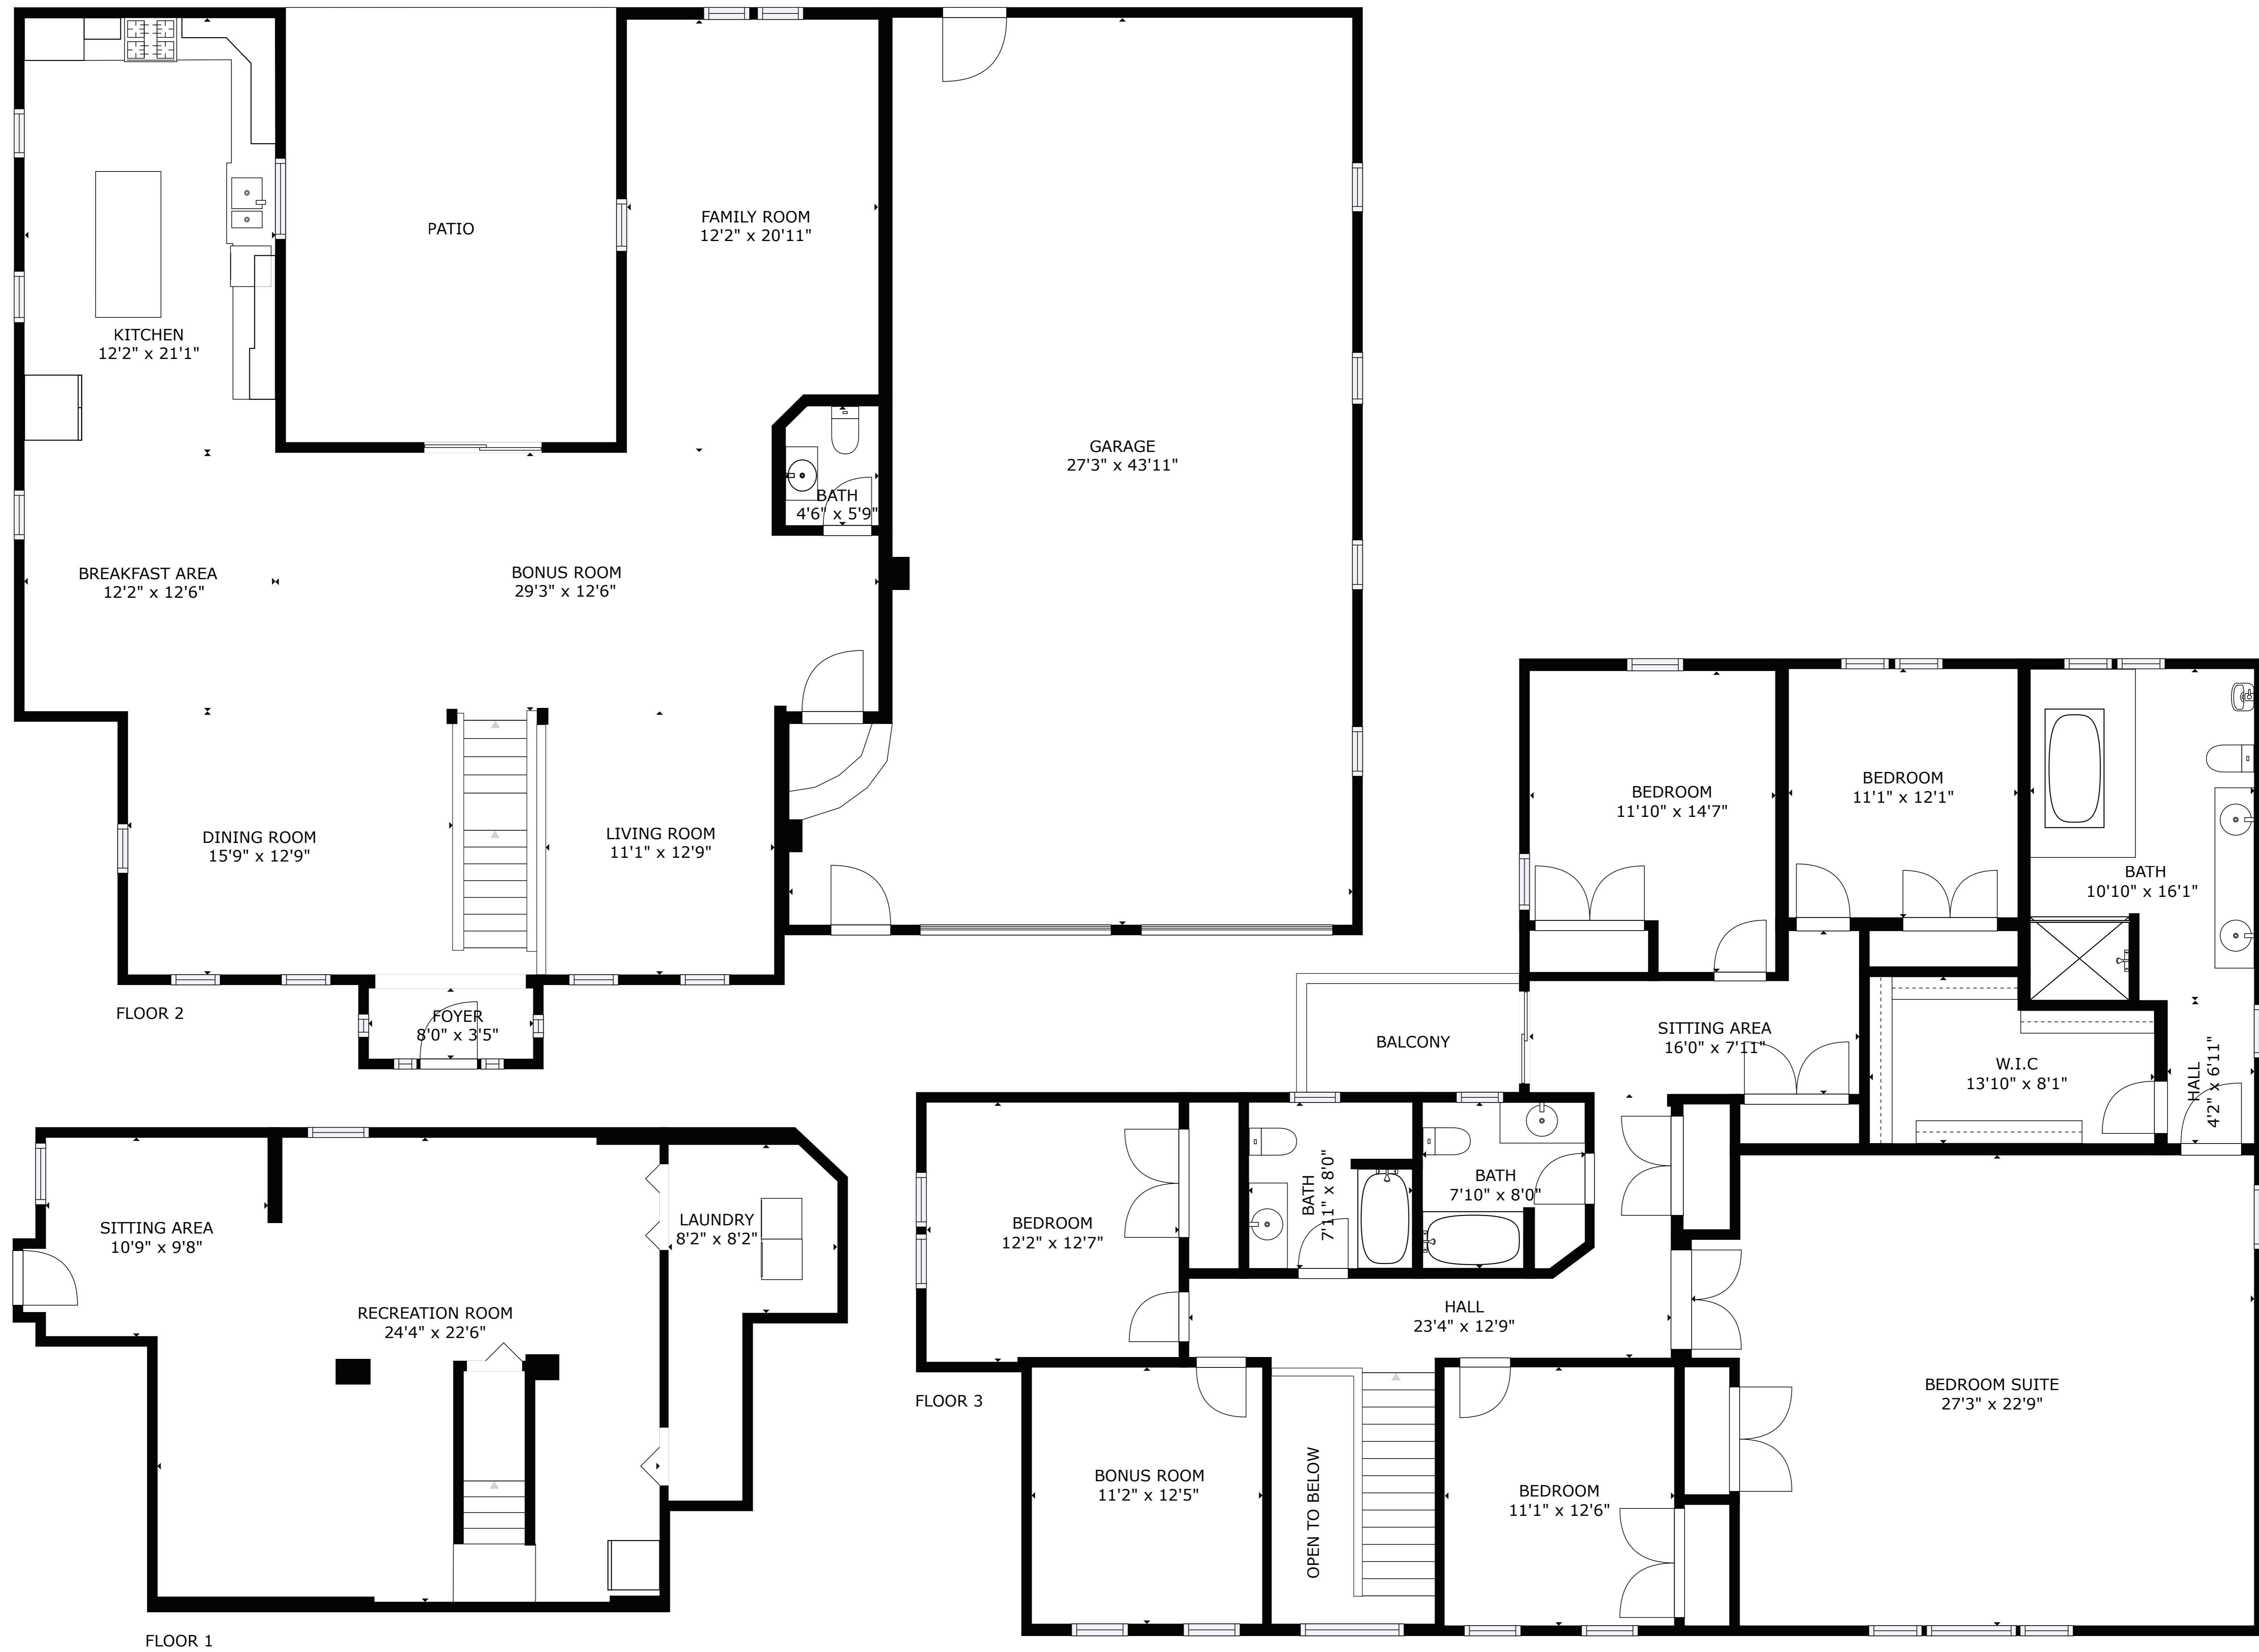 PATIO
FAMILY ROOM
12'2" x 20'11"
KITCHEN
12'2" x 21'1"
GARAGE
27'3" x 43'11"
BATH
4'6" x 5'9"
BREAKFAST AREA
12'2" x 12'6"
BONUS ROOM
29'3" x 12'6"
DINING ROOM
15'9" x 12'9"
LIVING ROOM
11'1" x 12'9"
FOYER
8'0" x 3'5"
FLOOR 2
BEDROOM
11'10" x 14'7"
BEDROOM
11'1" x 12'1"
BATH
10'10" x 16'1"
BALCONY
SITTING AREA
16'0" x 7'11"
W.I.C
13'10" x 8'1"
HALL
4'2" x 6'11"
BEDROOM
12'2" x 12'7"
BATH
7'11" x 8'0"
BATH
7'10" x 8'0"
HALL
23'4" x 12'9"
BEDROOM SUITE
27'3" x 22'9"
FLOOR 3
BONUS ROOM
11'2" x 12'5"
OPEN TO BELOW
BEDROOM
11'1" x 12'6"
SITTING AREA
10'9" x 9'8"
LAUNDRY
8'2" x 8'2"
RECREATION ROOM
24'4" x 22'6"
FLOOR 1